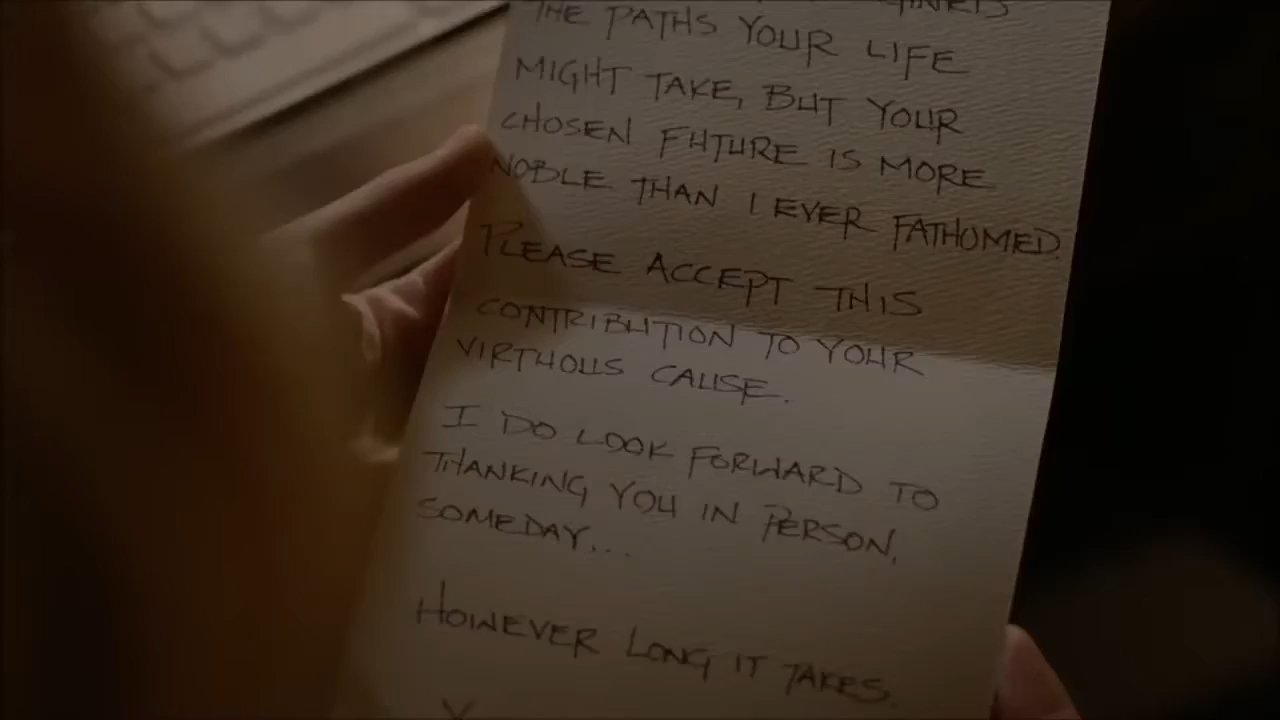 THE PATHS YOUR LIFE
MIGHT TAKE, BUT YOUR
CHOSEN FUTURE IS MORE
NOBLE THAN I EVER FATHOMED.
PLEASE ACCEPT THIS
CONTRIBUTION TO YOUR
VIRTUOUS CAUSE.
I DO LOOK FORWARD TO
THANKING YOU IN PERSON,
SOMEDAY...
HOWEVER LONG IT TAKES.